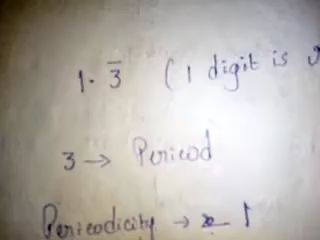 1. 3̅ (1 digit is
3 → Period
Periodicity → 1